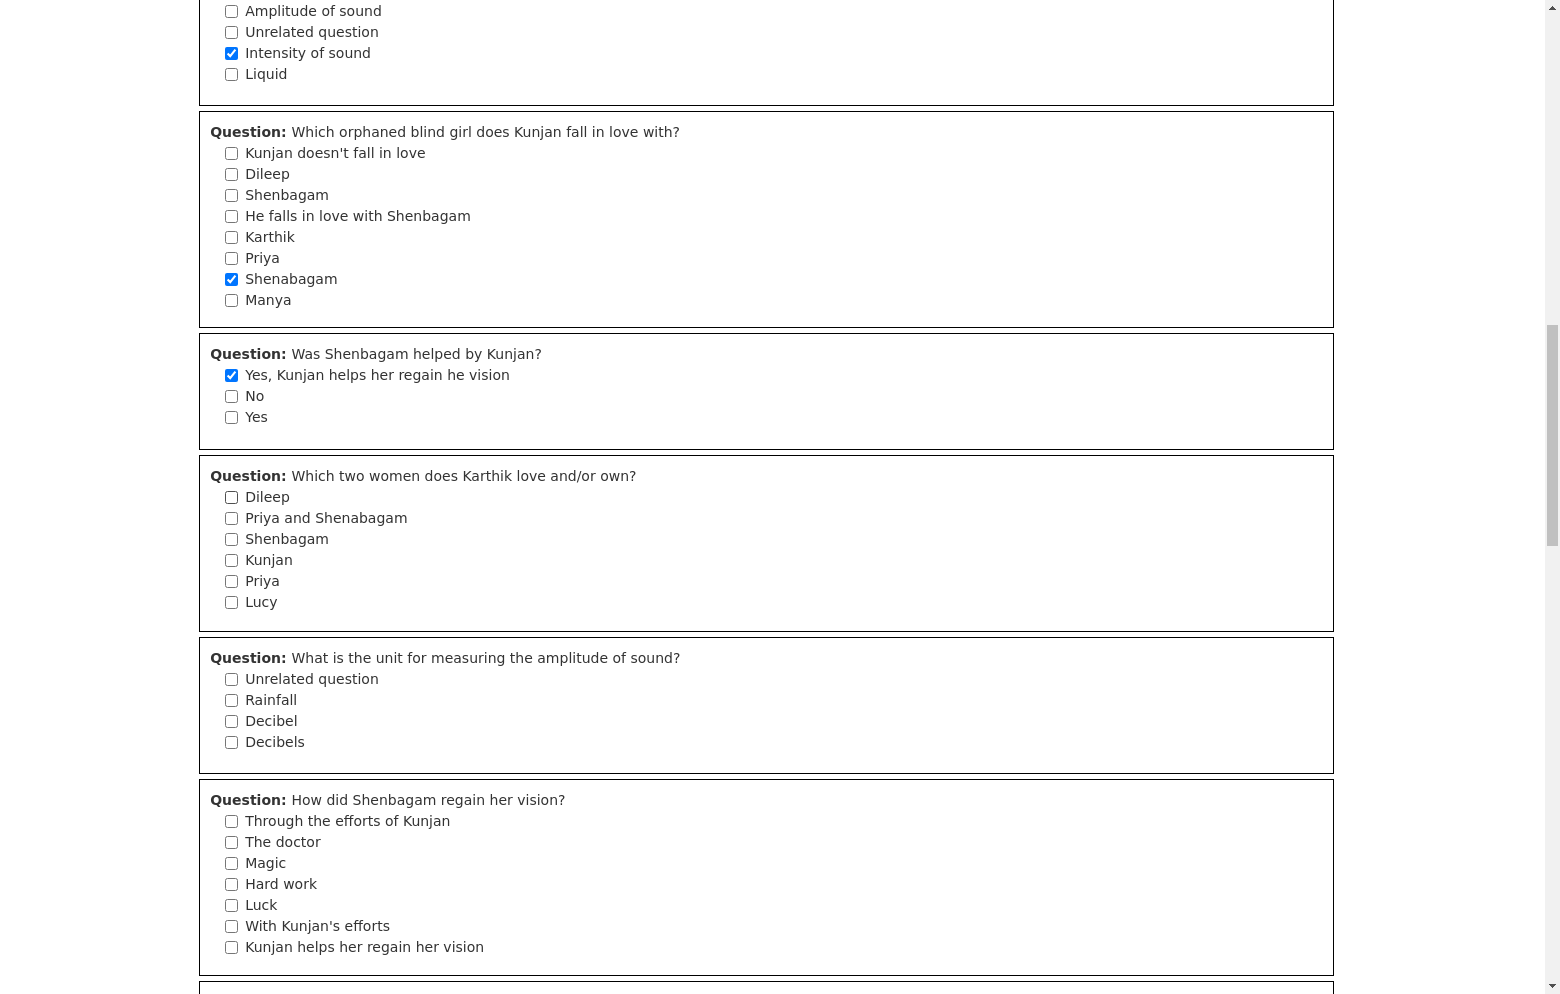 Amplitude of sound
Unrelated question
Intensity of sound
Liquid
Question: Which orphaned blind girl does Kunjan fall in love with?
Kunjan doesn't fall in love
Dileep
Shenbagam
He falls in love with Shenbagam
Karthik
Priya
Shenabagam
Manya
Question: Was Shenbagam helped by Kunjan?
Yes, Kunjan helps her regain he vision
No
Yes
Question: Which two women does Karthik love and/or own?
Dileep
Priya and Shenabagam
Shenbagam
Kunjan
Priya
Lucy
Question: What is the unit for measuring the amplitude of sound?
Unrelated question
Rainfall
Decibel
Decibels
Question: How did Shenbagam regain her vision?
Through the efforts of Kunjan
The doctor
Magic
Hard work
Luck
With Kunjan's efforts
Kunjan helps her regain her vision